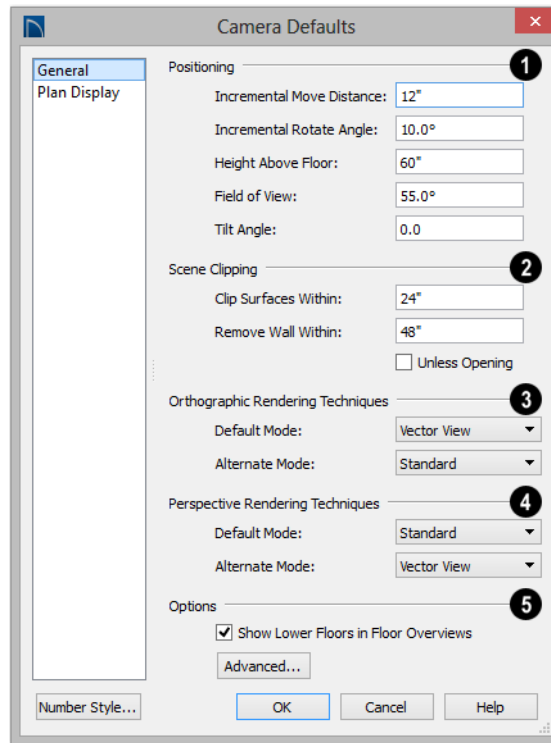 Camera Defaults
General
Plan Display
Positioning 1
Incremental Move Distance: 12"
Incremental Rotate Angle: 10.0°
Height Above Floor: 60"
Field of View: 55.0°
Tilt Angle: 0.0
Scene Clipping 2
Clip Surfaces Within: 24"
Remove Wall Within: 48"
Unless Opening
Orthographic Rendering Techniques 3
Default Mode: Vector View
Alternate Mode: Standard
Perspective Rendering Techniques 4
Default Mode: Standard
Alternate Mode: Vector View
Options 5
Show Lower Floors in Floor Overviews
Advanced...
Number Style... OK Cancel Help